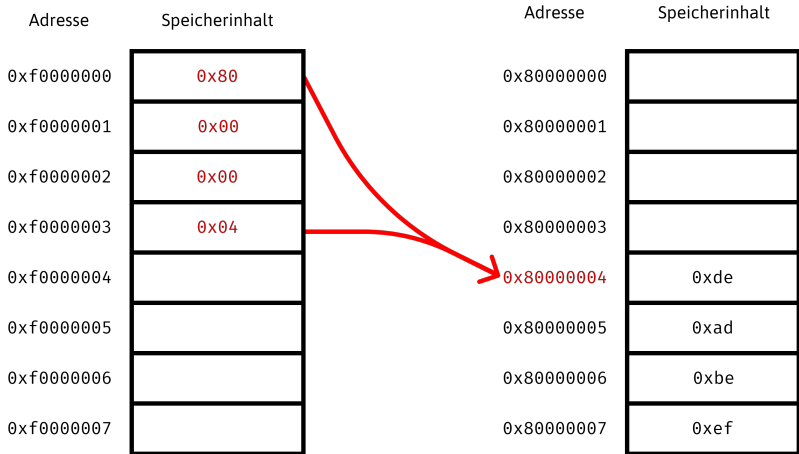 Adresse Speicherinhalt Adresse Speicherinhalt
0xf0000000 0x80 0x80000000
0xf0000001 0x00 0x80000001
0xf0000002 0x00 0x80000002
0xf0000003 0x04 0x80000003
0xf0000004 0x80000004 0xde
0xf0000005 0x80000005 0xad
0xf0000006 0x80000006 0xbe
0xf0000007 0x80000007 0xef